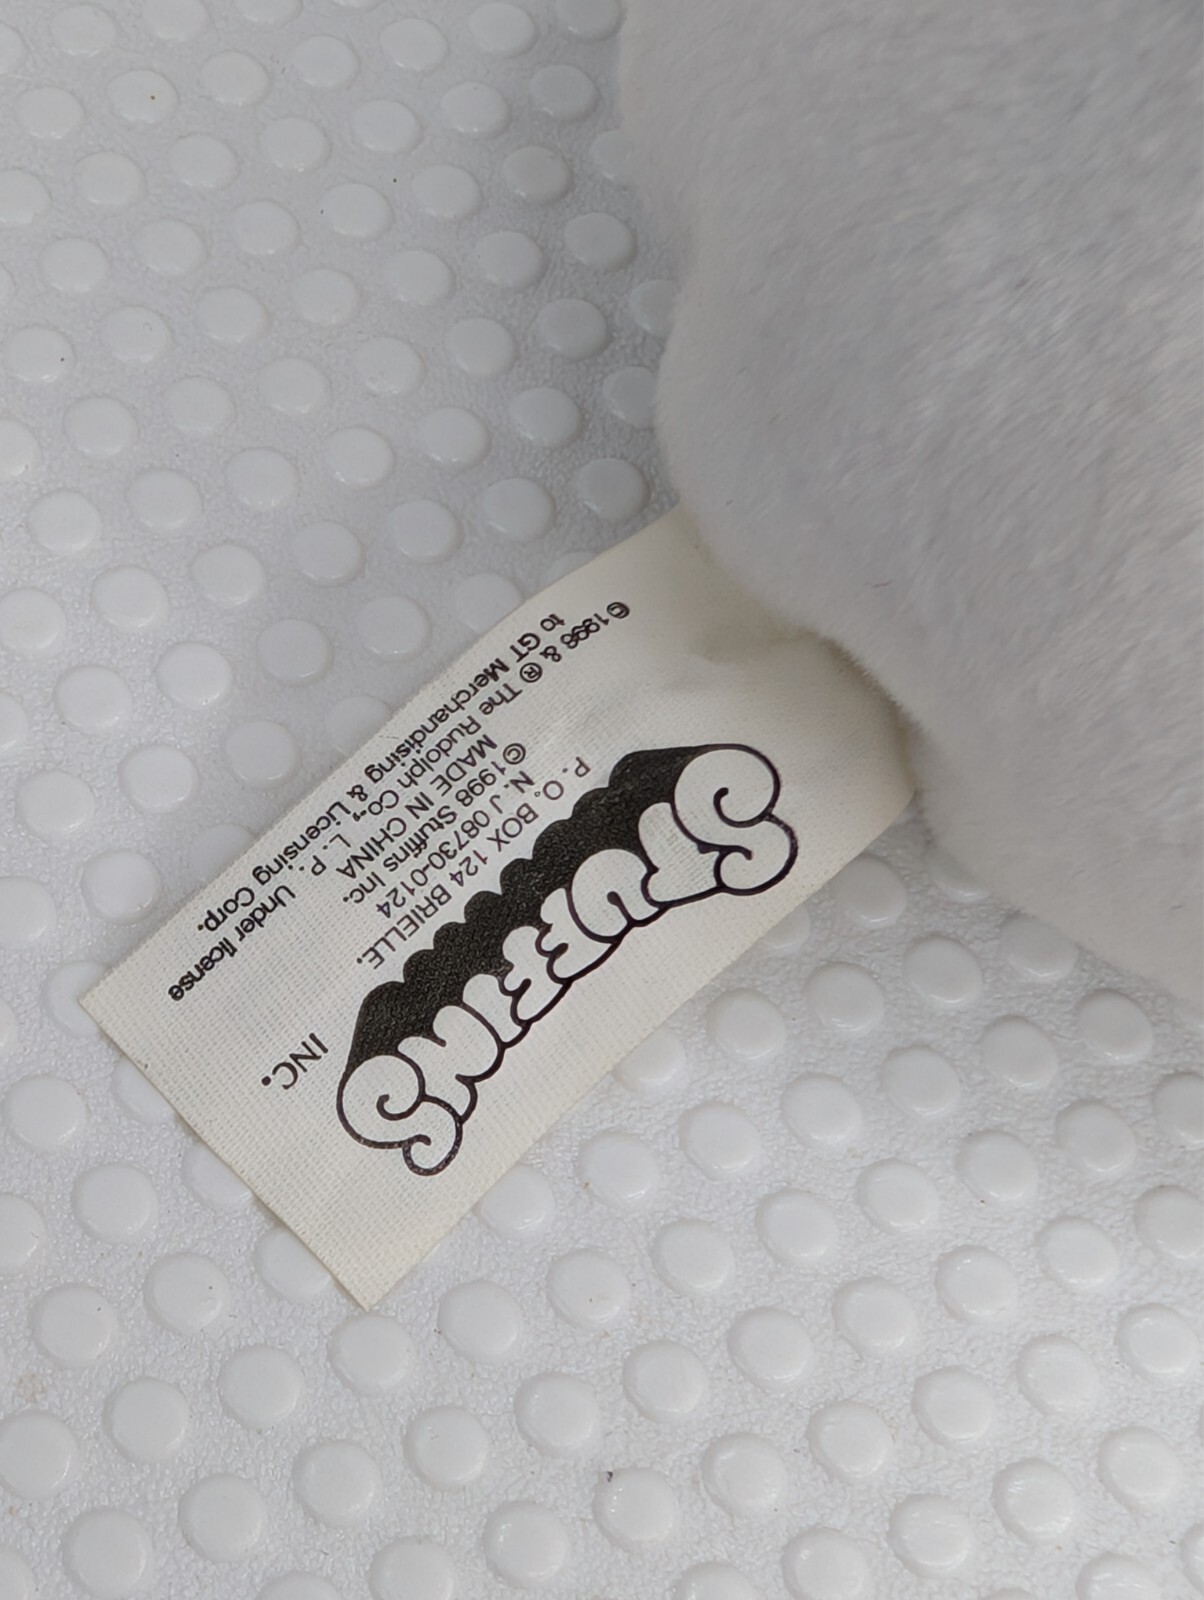 STUFFINS
INC.
P. O. BOX 124 BRIELLE.
N. J 08730-0124
©1998 Stuffins Inc.
MADE IN CHINA
©1998 & ® The Rudolph Co., L. P. Under license
to GT Merchandising & Licensing Corp.